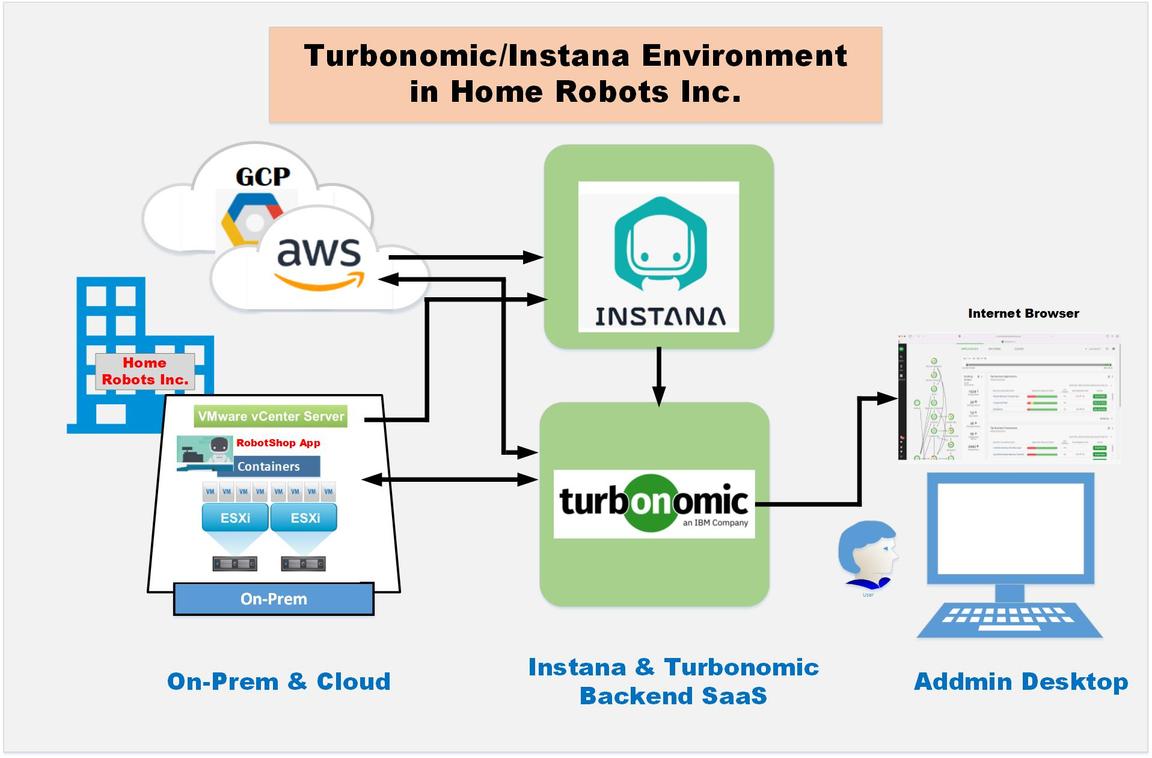 Turbonomic/Instana Environment
in Home Robots Inc.
GCP
aws
Home
Robots Inc.
VMware vCenter Server
RobotShop App
Containers
VM VM VM VM VM VM VM VM
ESXi ESXi
On-Prem
On-Prem & Cloud
INSTANA
turbonomic
an IBM Company
Instana & Turbonomic
Backend SaaS
Internet Browser
User
Addmin Desktop